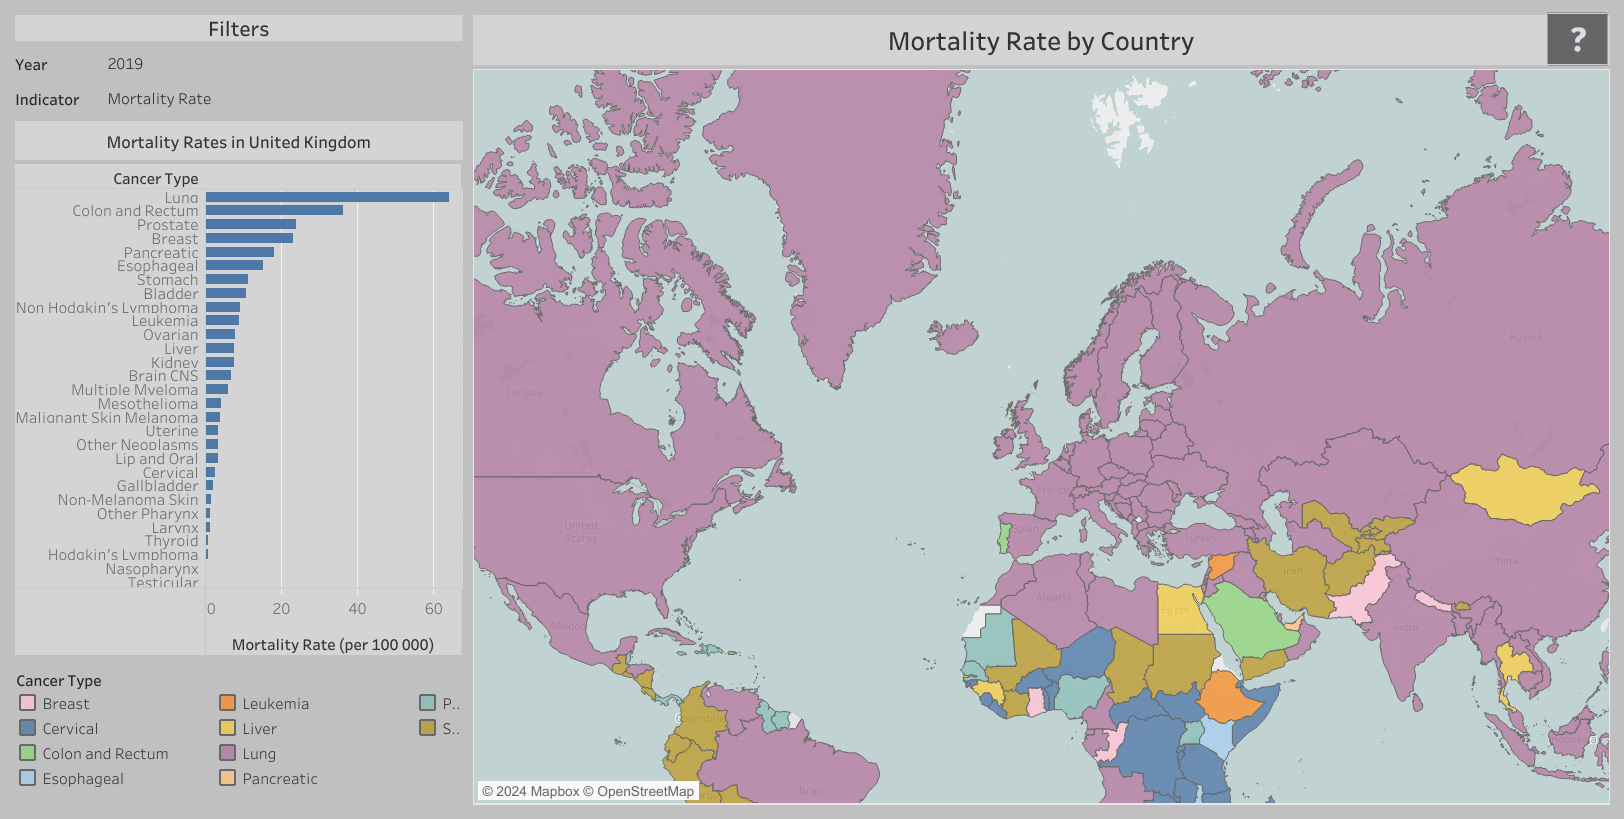 Filters
Year 2019
Indicator Mortality Rate
Mortality Rates in United Kingdom
Cancer Type
Lung
Colon and Rectum
Prostate
Breast
Pancreatic
Esophageal
Stomach
Bladder
Non Hodgkin's Lymphoma
Leukemia
Ovarian
Liver
Kidney
Brain CNS
Multiple Myeloma
Mesothelioma
Malignant Skin Melanoma
Uterine
Other Neoplasms
Lip and Oral
Cervical
Gallbladder
Non-Melanoma Skin
Other Pharynx
Larynx
Thyroid
Hodgkin's Lymphoma
Nasopharynx
Testicular
0 20 40 60
Mortality Rate (per 100 000)
Cancer Type
Breast Leukemia P..
Cervical Liver S..
Colon and Rectum Lung
Esophageal Pancreatic
Mortality Rate by Country
?
Russia
Canada
France
United
States
Spain
Turkey
China
Iran
Algeria
Egypt
Mexico
India
Colombia
Indonesia
Brazil
© 2024 Mapbox © OpenStreetMap